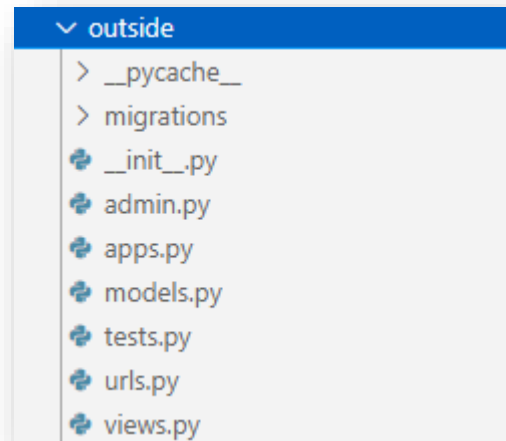 outside
__pycache__
migrations
__init__.py
admin.py
apps.py
models.py
tests.py
urls.py
views.py